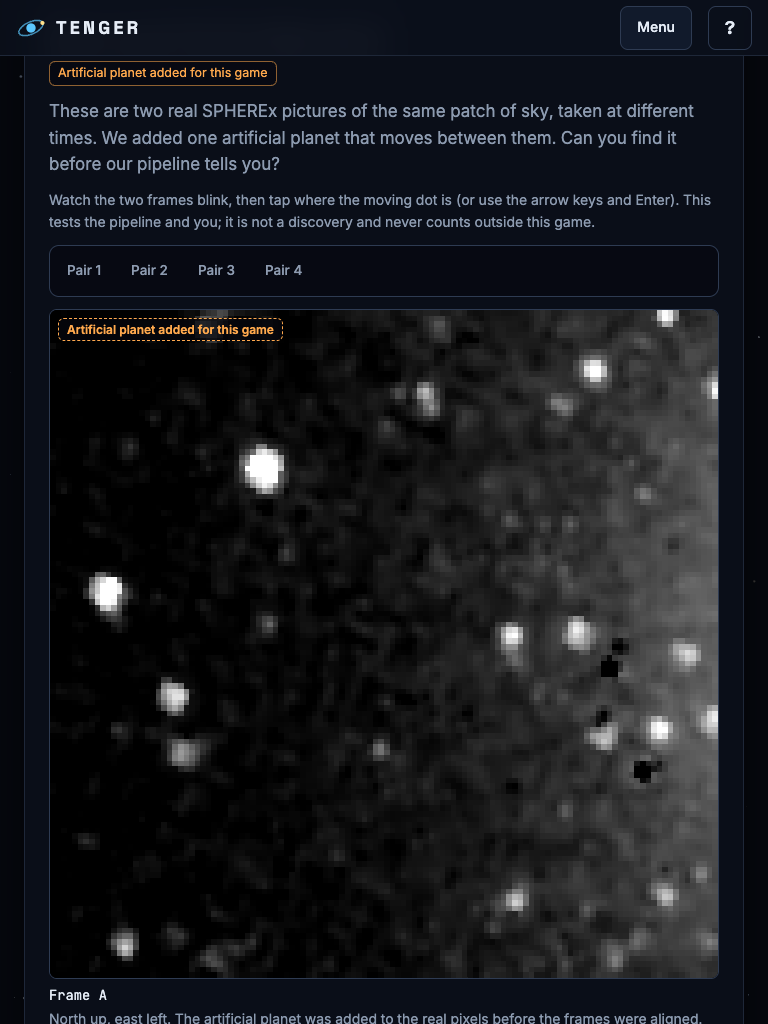 TENGER
Menu
?
Artificial planet added for this game
These are two real SPHEREx pictures of the same patch of sky, taken at different
times. We added one artificial planet that moves between them. Can you find it
before our pipeline tells you?
Watch the two frames blink, then tap where the moving dot is (or use the arrow keys and Enter). This
tests the pipeline and you; it is not a discovery and never counts outside this game.
Pair 1
Pair 2
Pair 3
Pair 4
Artificial planet added for this game
Frame A
North up, east left. The artificial planet was added to the real pixels before the frames were aligned,